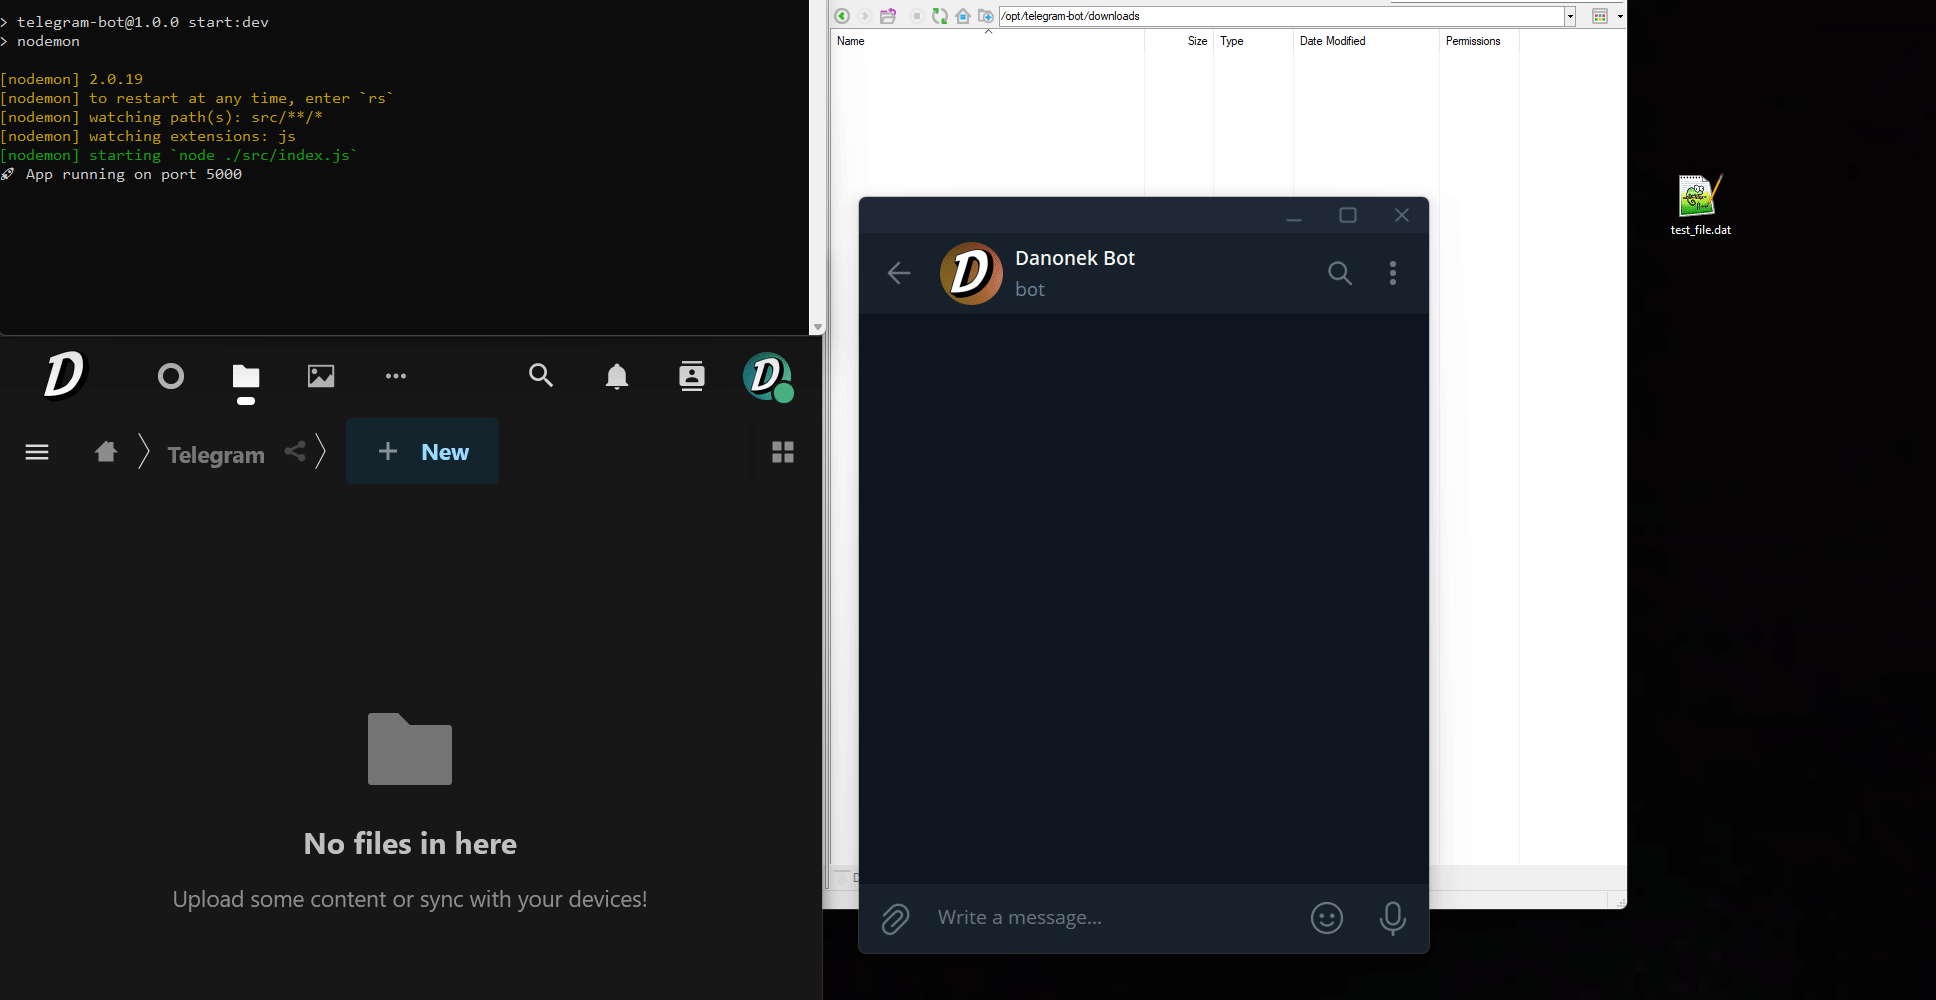 > telegram-bot@1.0.0 start:dev
> nodemon
[nodemon] 2.0.19
[nodemon] to restart at any time, enter `rs`
[nodemon] watching path(s): src/**/*
[nodemon] watching extensions: js
[nodemon] starting `node ./src/index.js`
🚀 App running on port 5000
/opt/telegram-bot/downloads
Name Size Type Date Modified Permissions
test_file.dat
D
Danonek Bot
bot
D
D
Telegram
+ New
No files in here
Upload some content or sync with your devices!
Write a message...